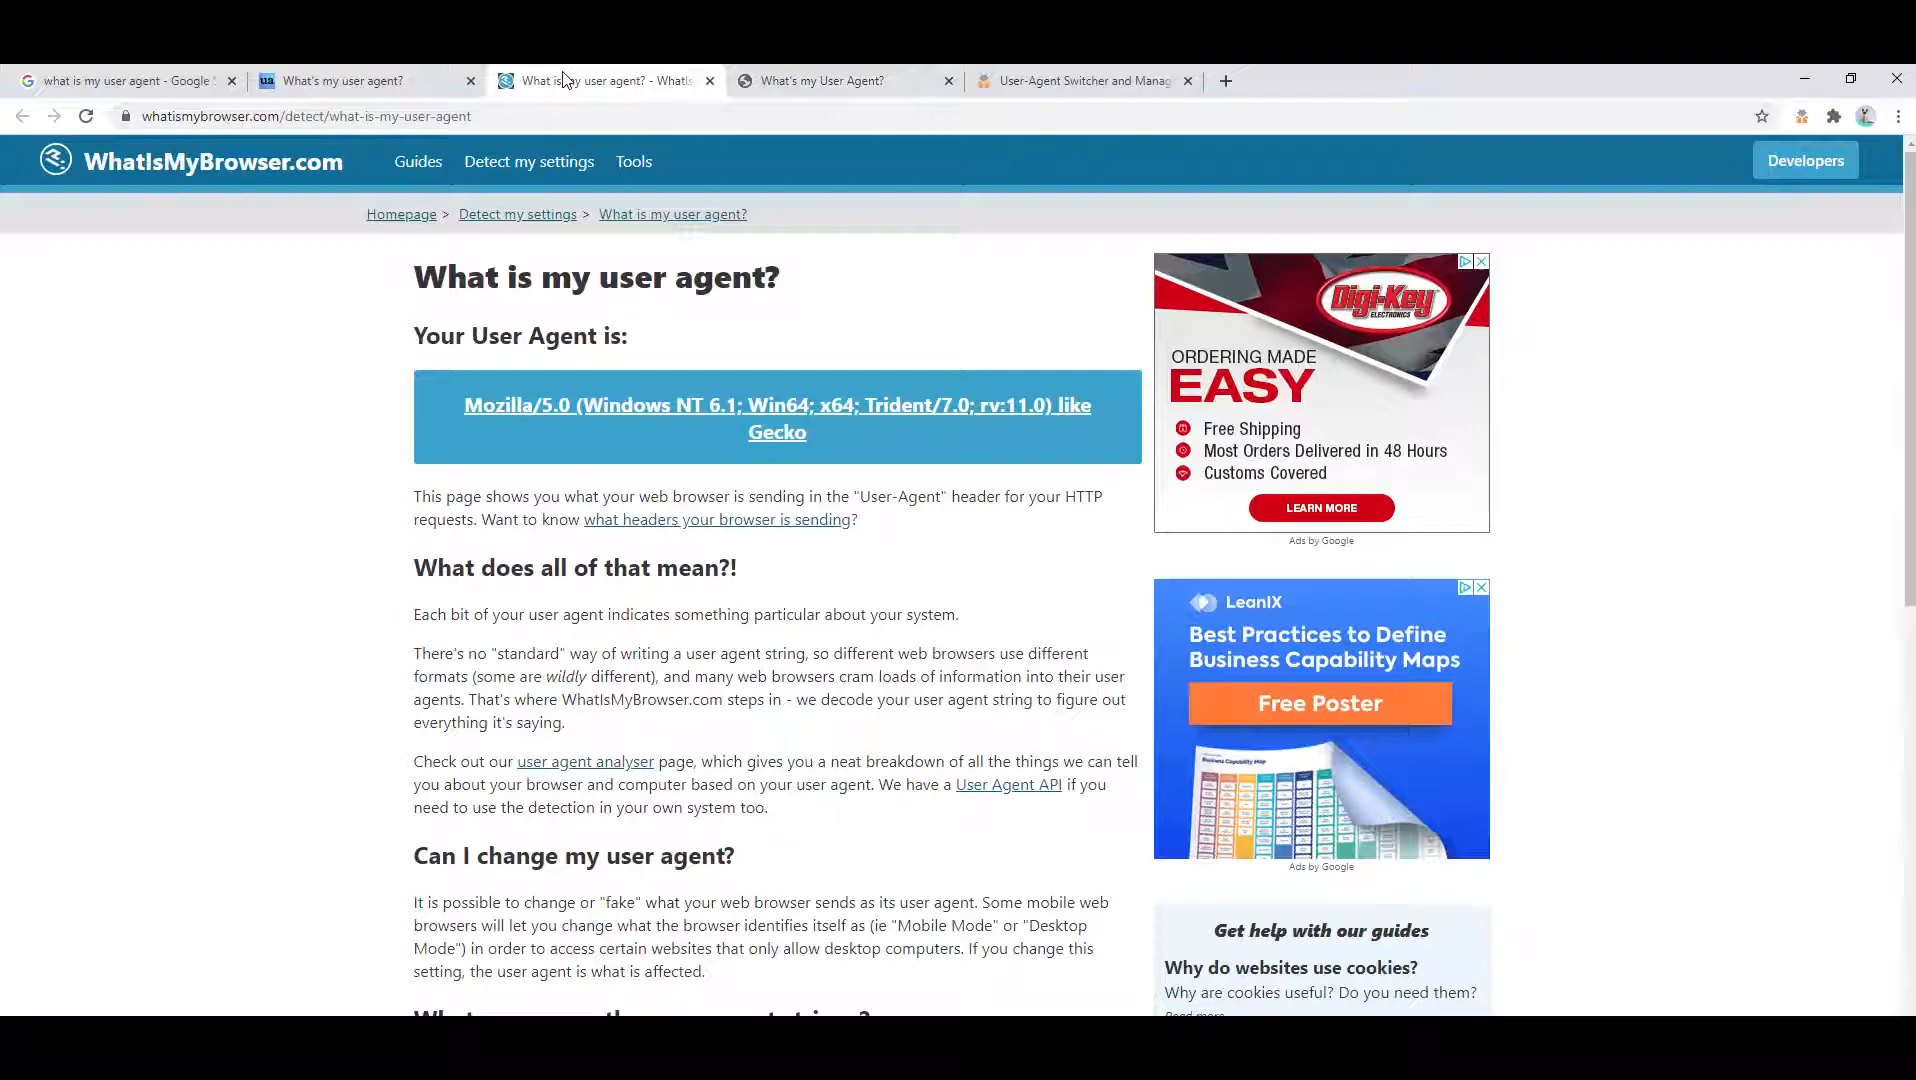 what is my user agent - Google
What's my user agent?
What is my user agent? - WhatIs
What's my User Agent?
User-Agent Switcher and Manag
whatismybrowser.com/detect/what-is-my-user-agent
WhatIsMyBrowser.com
Guides
Detect my settings
Tools
Developers
Homepage > Detect my settings > What is my user agent?
What is my user agent?
Your User Agent is:
Mozilla/5.0 (Windows NT 6.1; Win64; x64; Trident/7.0; rv:11.0) like
Gecko
This page shows you what your web browser is sending in the "User-Agent" header for your HTTP
requests. Want to know what headers your browser is sending?
What does all of that mean?!
Each bit of your user agent indicates something particular about your system.
There's no "standard" way of writing a user agent string, so different web browsers use different
formats (some are wildly different), and many web browsers cram loads of information into their user
agents. That's where WhatIsMyBrowser.com steps in - we decode your user agent string to figure out
everything it's saying.
Check out our user agent analyser page, which gives you a neat breakdown of all the things we can tell
you about your browser and computer based on your user agent. We have a User Agent API if you
need to use the detection in your own system too.
Can I change my user agent?
It is possible to change or "fake" what your web browser sends as its user agent. Some mobile web
browsers will let you change what the browser identifies itself as (ie "Mobile Mode" or "Desktop
Mode") in order to access certain websites that only allow desktop computers. If you change this
setting, the user agent is what is affected.
Digi-Key
ELECTRONICS
ORDERING MADE
EASY
Free Shipping
Most Orders Delivered in 48 Hours
Customs Covered
LEARN MORE
Ads by Google
LeanIX
Best Practices to Define
Business Capability Maps
Free Poster
Business Capability Map
Ads by Google
Get help with our guides
Why do websites use cookies?
Why are cookies useful? Do you need them?
Read more